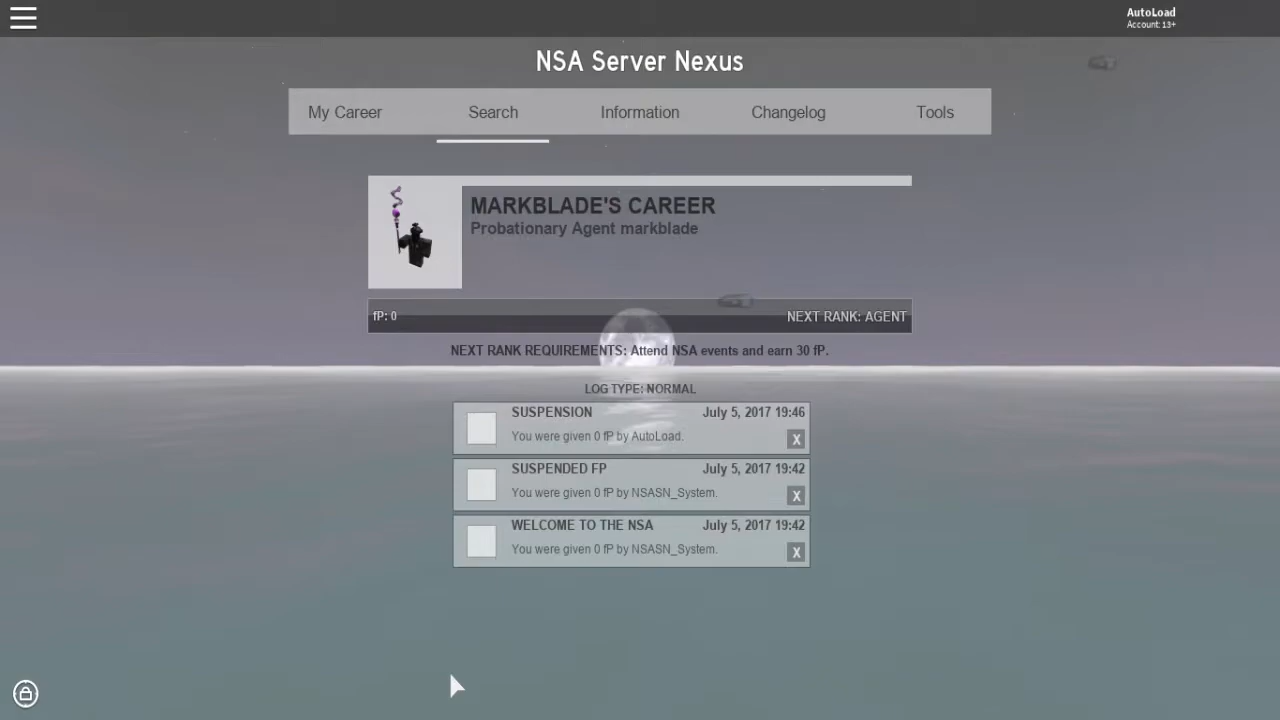 AutoLoad
Account: 13+
NSA Server Nexus
My Career Search Information Changelog Tools
MARKBLADE'S CAREER
Probationary Agent markblade
fP: 0 NEXT RANK: AGENT
NEXT RANK REQUIREMENTS: Attend NSA events and earn 30 fP.
LOG TYPE: NORMAL
SUSPENSION July 5, 2017 19:46
You were given 0 fP by AutoLoad. X
SUSPENDED FP July 5, 2017 19:42
You were given 0 fP by NSASN_System. X
WELCOME TO THE NSA July 5, 2017 19:42
You were given 0 fP by NSASN_System. X